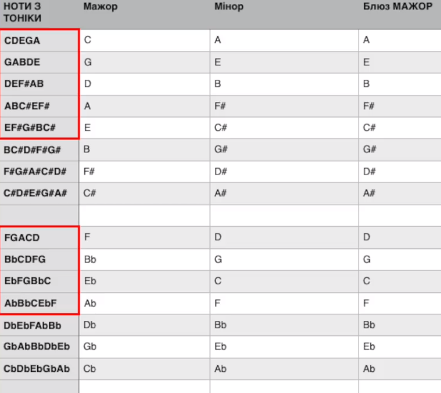 НОТИ З ТОНІКИ Мажор Мінор Блюз МАЖОР
CDEGA C A A
GABDE G E E
DEF#AB D B B
ABC#EF# A F# F#
EF#G#BC# E C# C#
BC#D#F#G# B G# G#
F#G#A#C#D# F# D# D#
C#D#E#G#A# C# A# A#
FGACD F D D
BbCDFG Bb G G
EbFGBbC Eb C C
AbBbCEbF Ab F F
DbEbFAbBb Db Bb Bb
GbAbBbDbEb Gb Eb Eb
CbDbEbGbAb Cb Ab Ab